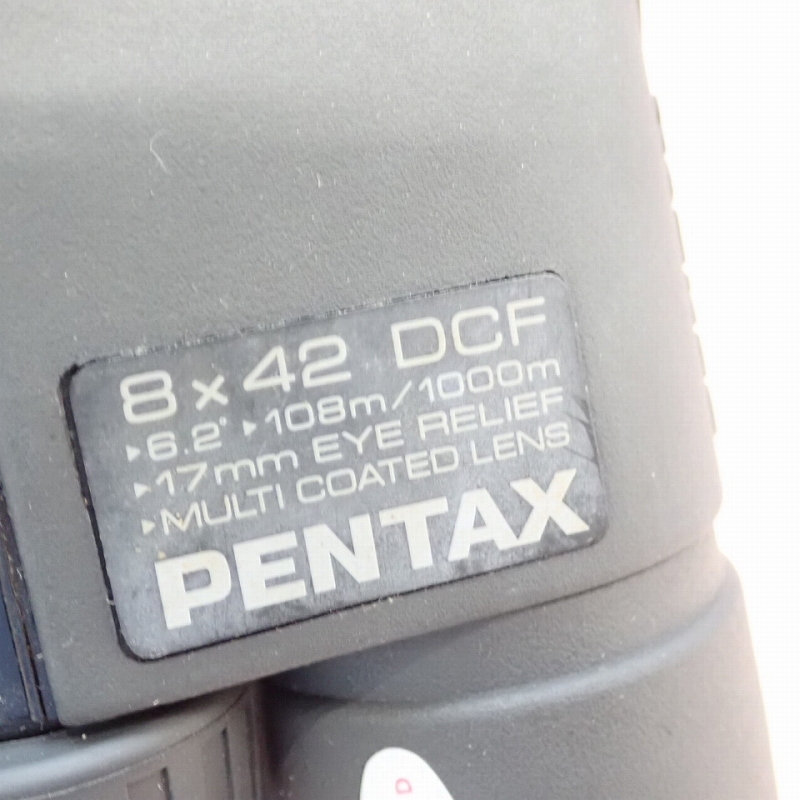 8×42 DCF
▸6.2° ▸108m/1000m
▸17mm EYE RELIEF
▸MULTI COATED LENS
PENTAX
D